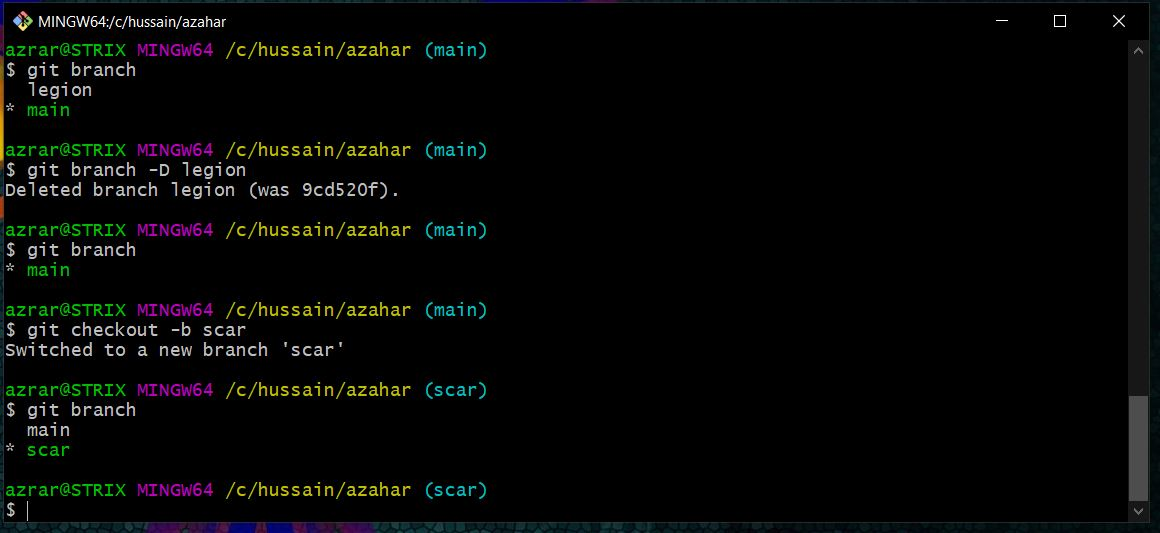 MINGW64:/c/hussain/azahar
azrar@STRIX MINGW64 /c/hussain/azahar (main)
$ git branch
  legion
* main
azrar@STRIX MINGW64 /c/hussain/azahar (main)
$ git branch -D legion
Deleted branch legion (was 9cd520f).
azrar@STRIX MINGW64 /c/hussain/azahar (main)
$ git branch
* main
azrar@STRIX MINGW64 /c/hussain/azahar (main)
$ git checkout -b scar
Switched to a new branch 'scar'
azrar@STRIX MINGW64 /c/hussain/azahar (scar)
$ git branch
  main
* scar
azrar@STRIX MINGW64 /c/hussain/azahar (scar)
$